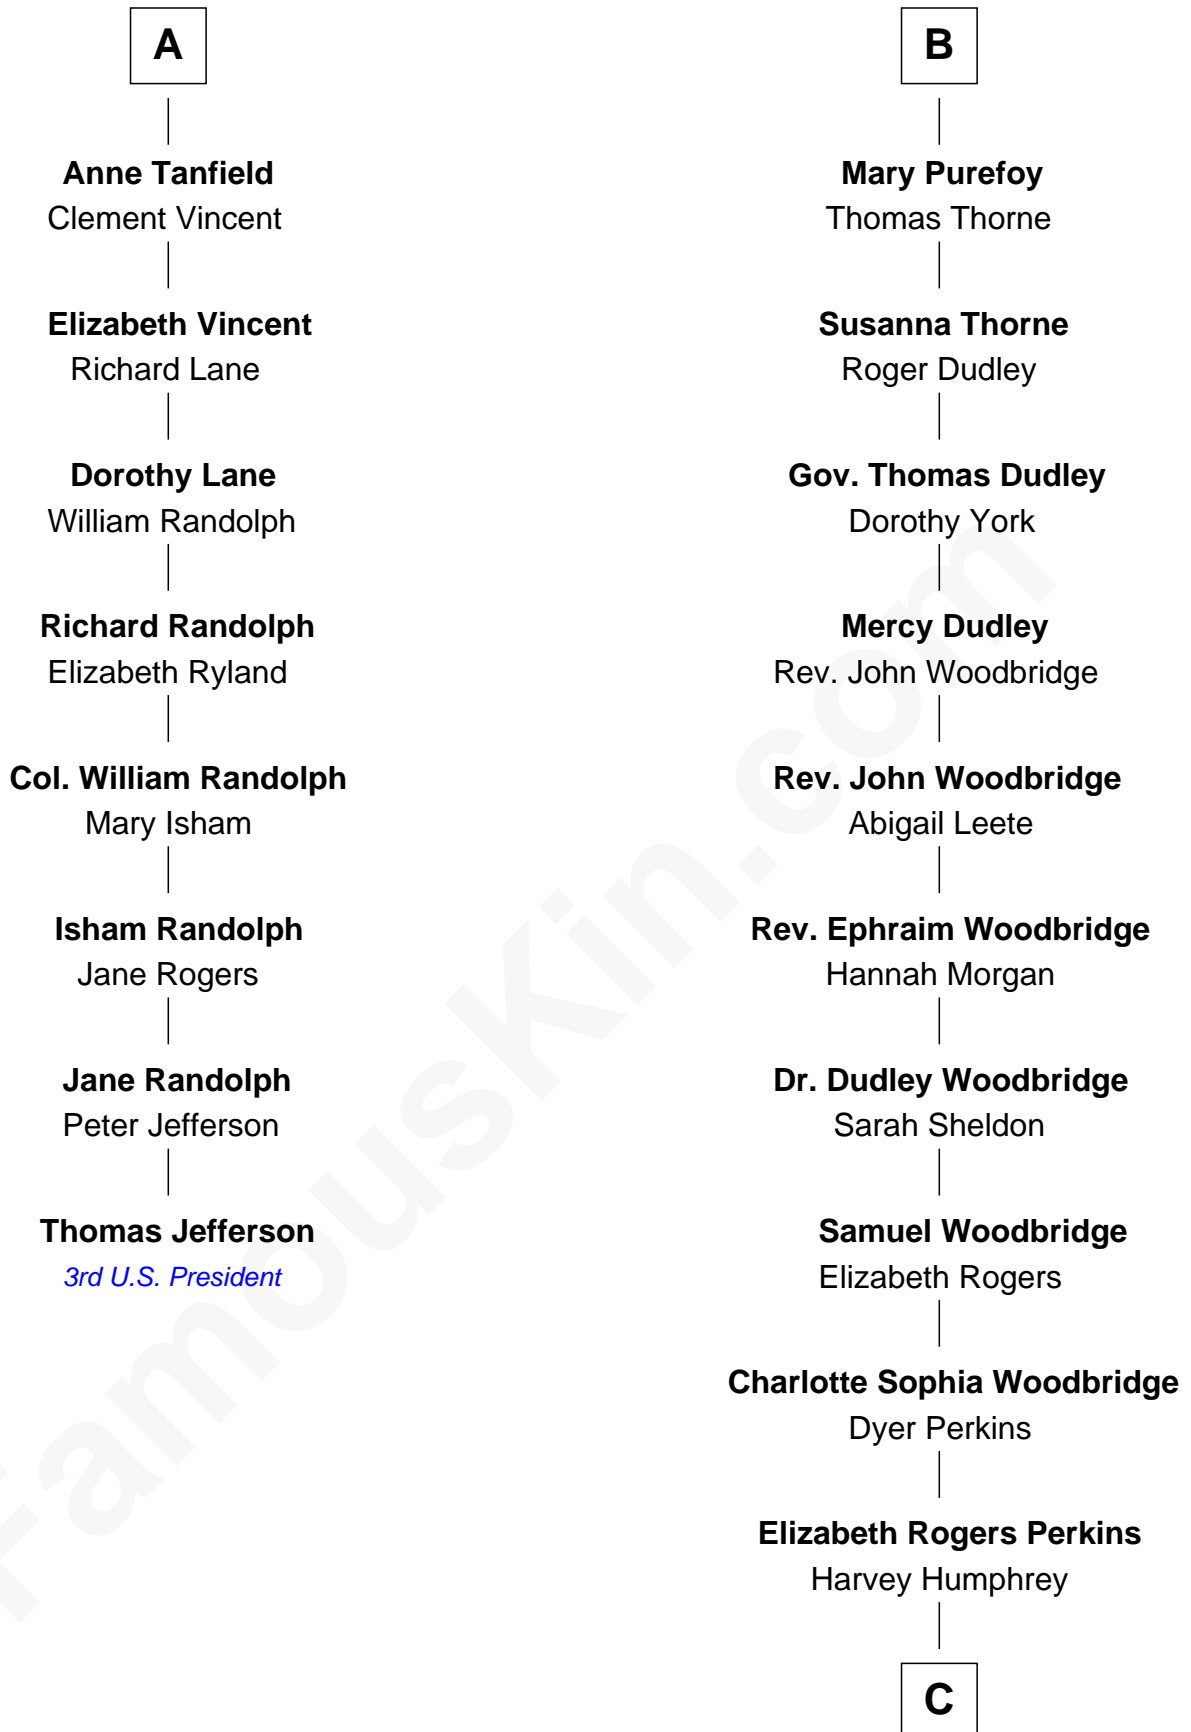 A
Anne Tanfield
Clement Vincent
Elizabeth Vincent
Richard Lane
Dorothy Lane
William Randolph
Richard Randolph
Elizabeth Ryland
Col. William Randolph
Mary Isham
Isham Randolph
Jane Rogers
Jane Randolph
Peter Jefferson
Thomas Jefferson
3rd U.S. President
B
Mary Purefoy
Thomas Thorne
Susanna Thorne
Roger Dudley
Gov. Thomas Dudley
Dorothy York
Mercy Dudley
Rev. John Woodbridge
Rev. John Woodbridge
Abigail Leete
Rev. Ephraim Woodbridge
Hannah Morgan
Dr. Dudley Woodbridge
Sarah Sheldon
Samuel Woodbridge
Elizabeth Rogers
Charlotte Sophia Woodbridge
Dyer Perkins
Elizabeth Rogers Perkins
Harvey Humphrey
C
FamousKin.com